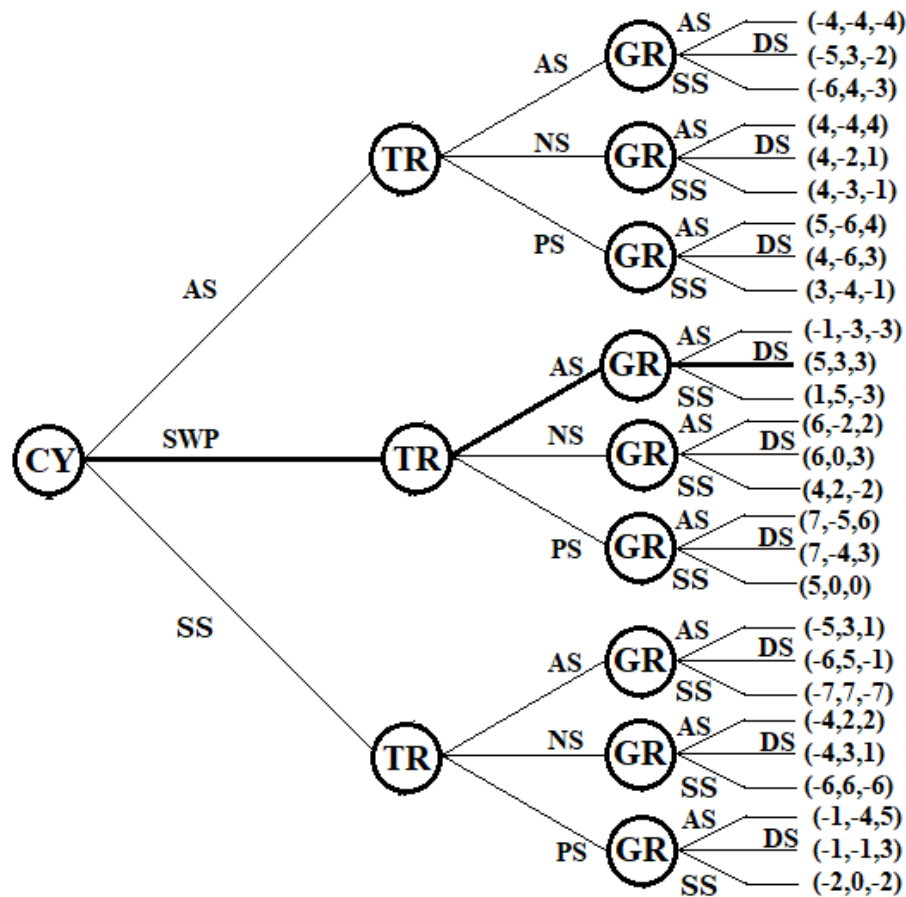 AS (-4,-4,-4)
GR DS (-5,3,-2)
AS SS (-6,4,-3)
AS (4,-4,4)
TR NS GR DS (4,-2,1)
SS (4,-3,-1)
AS (5,-6,4)
PS GR DS (4,-6,3)
AS SS (3,-4,-1)
AS (-1,-3,-3)
AS GR DS (5,3,3)
SS (1,5,-3)
SWP NS AS (6,-2,2)
CY TR GR DS (6,0,3)
SS (4,2,-2)
AS (7,-5,6)
PS GR DS (7,-4,3)
SS (5,0,0)
SS AS (-5,3,1)
AS GR DS (-6,5,-1)
SS (-7,7,-7)
AS (-4,2,2)
TR NS GR DS (-4,3,1)
SS (-6,6,-6)
AS (-1,-4,5)
PS GR DS (-1,-1,3)
SS (-2,0,-2)